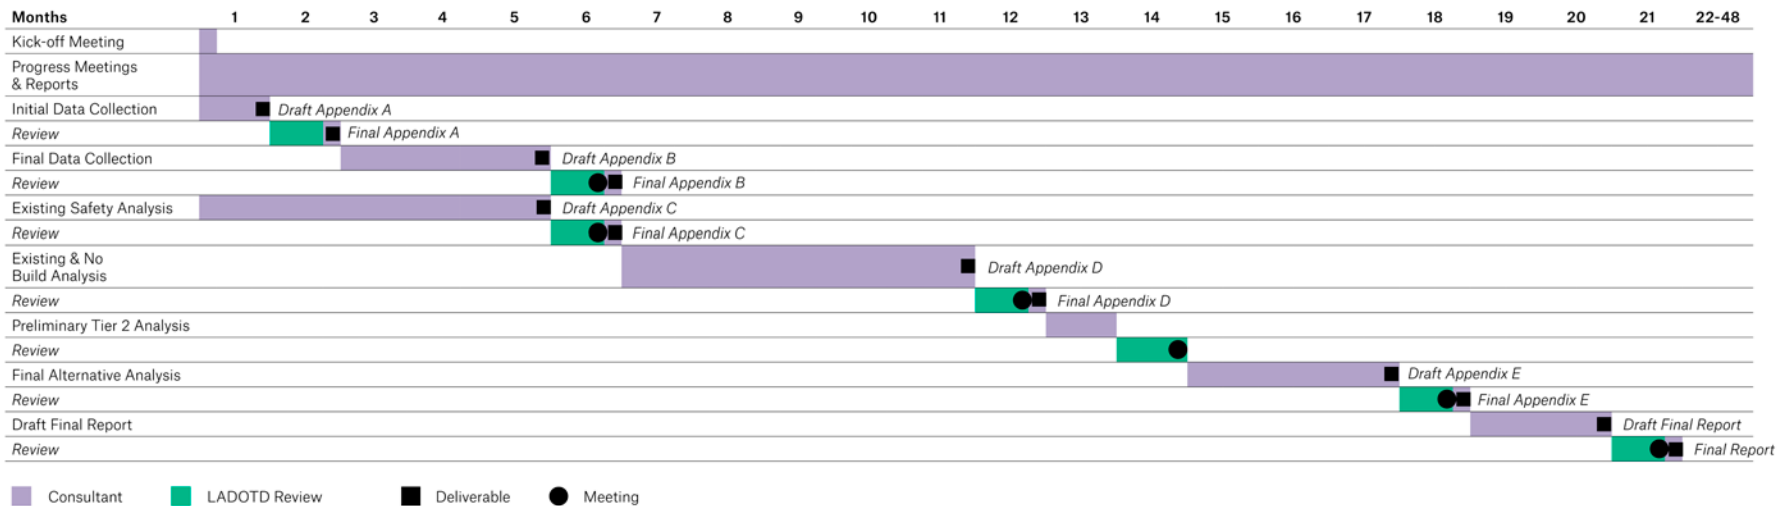 Months 1 2 3 4 5 6 7 8 9 10 11 12 13 14 15 16 17 18 19 20 21 22-48
Kick-off Meeting
Progress Meetings
& Reports
Initial Data Collection Draft Appendix A
Review Final Appendix A
Final Data Collection Draft Appendix B
Review Final Appendix B
Existing Safety Analysis Draft Appendix C
Review Final Appendix C
Existing & No
Build Analysis Draft Appendix D
Review Final Appendix D
Preliminary Tier 2 Analysis
Review
Final Alternative Analysis Draft Appendix E
Review Final Appendix E
Draft Final Report Draft Final Report
Review Final Report
Consultant LADOTD Review Deliverable Meeting